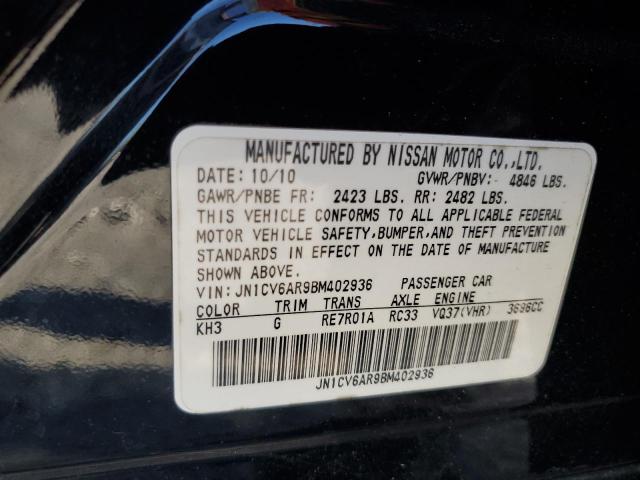 MANUFACTURED BY NISSAN MOTOR CO.,LTD.
DATE: 10/10 GVWR/PNBV: 4846 LBS.
GAWR/PNBE FR: 2423 LBS. RR: 2482 LBS.
THIS VEHICLE CONFORMS TO ALL APPLICABLE FEDERAL
MOTOR VEHICLE SAFETY,BUMPER,AND THEFT PREVENTION
STANDARDS IN EFFECT ON THE DATE OF MANUFACTURE
SHOWN ABOVE.
VIN: JN1CV6AR9BM402936 PASSENGER CAR
COLOR TRIM TRANS AXLE ENGINE
KH3 G RE7R01A RC33 VQ37(VHR) 3696CC
JN1CV6AR9BM402936